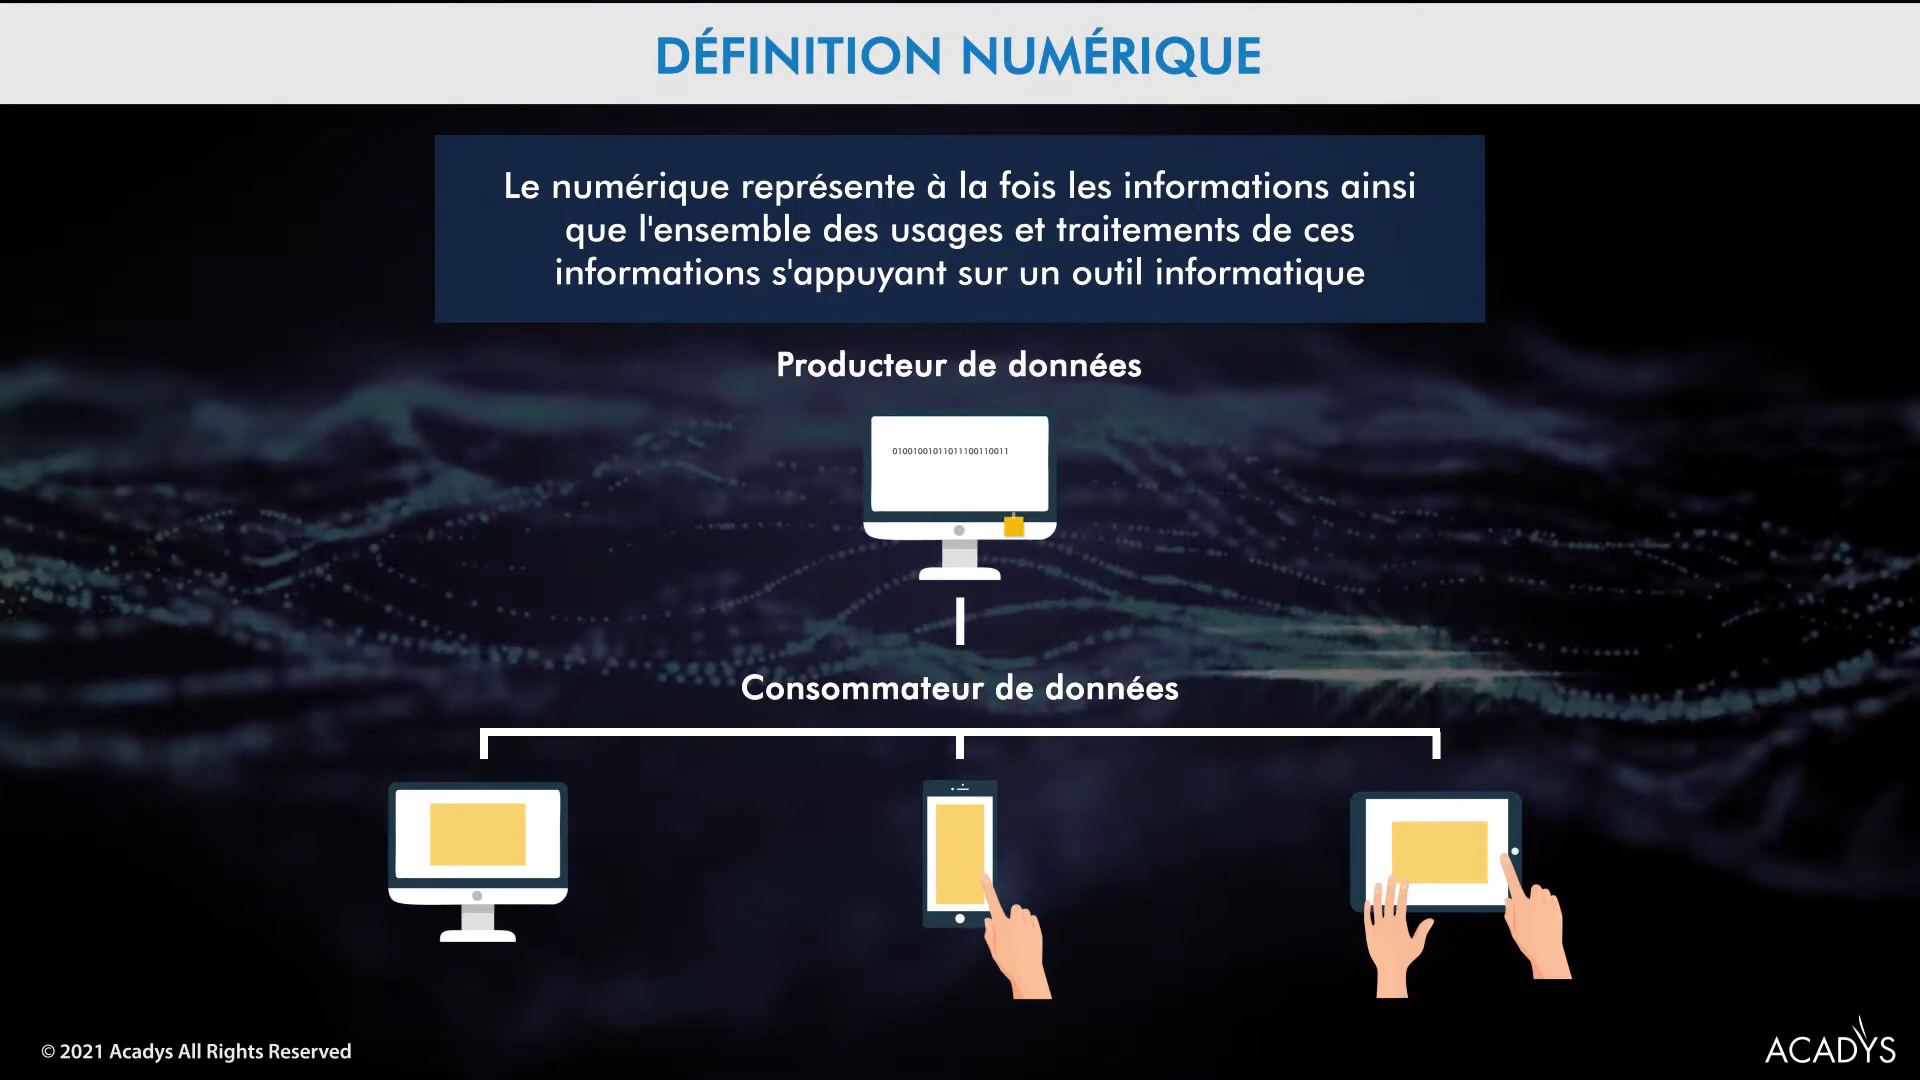 DÉFINITION NUMÉRIQUE
Le numérique représente à la fois les informations ainsi
que l'ensemble des usages et traitements de ces
informations s'appuyant sur un outil informatique
Producteur de données
01001001011011100110011
Consommateur de données
© 2021 Acadys All Rights Reserved
ACADYS